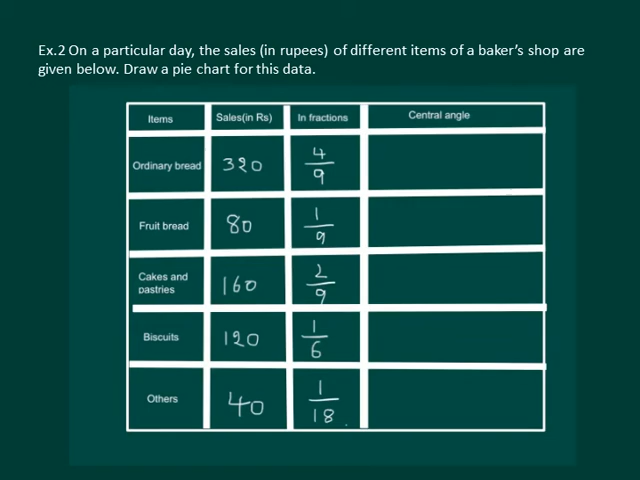 Ex.2 On a particular day, the sales (in rupees) of different items of a baker's shop are
given below. Draw a pie chart for this data.
Items Sales(in Rs) In fractions Central angle
Ordinary bread 320 4/9
Fruit bread 80 1/9
Cakes and
pastries 160 2/9
Biscuits 120 1/6
Others 40 1/18